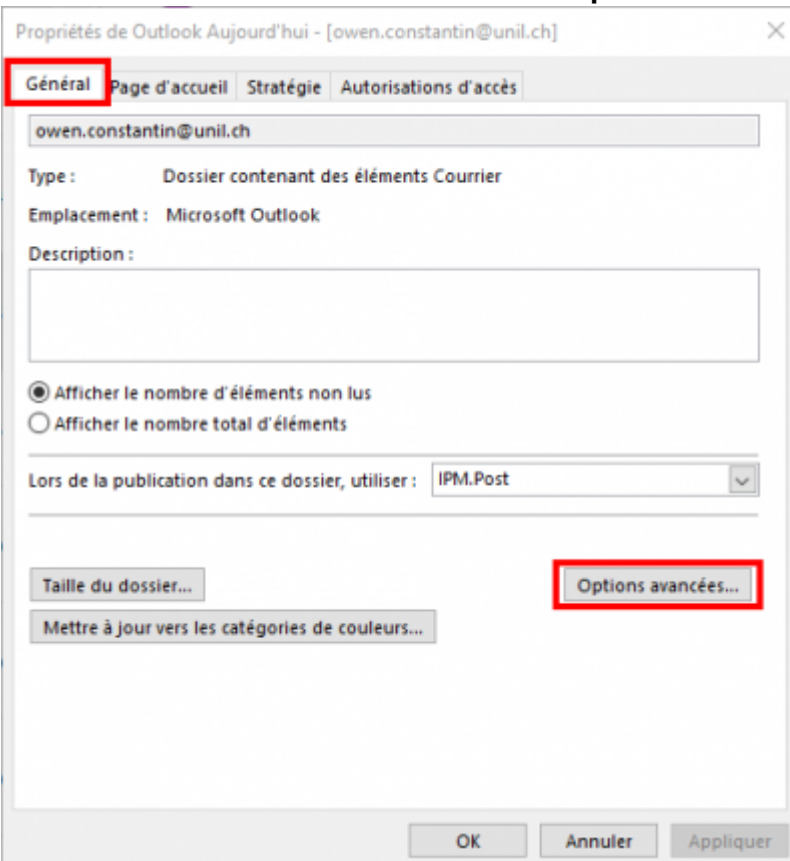 Propriétés de Outlook Aujourd'hui - [owen.constantin@unil.ch]
Général Page d'accueil Stratégie Autorisations d'accès
owen.constantin@unil.ch
Type : Dossier contenant des éléments Courrier
Emplacement : Microsoft Outlook
Description :
Afficher le nombre d'éléments non lus
Afficher le nombre total d'éléments
Lors de la publication dans ce dossier, utiliser : IPM.Post
Taille du dossier... Options avancées...
Mettre à jour vers les catégories de couleurs...
OK Annuler Appliquer